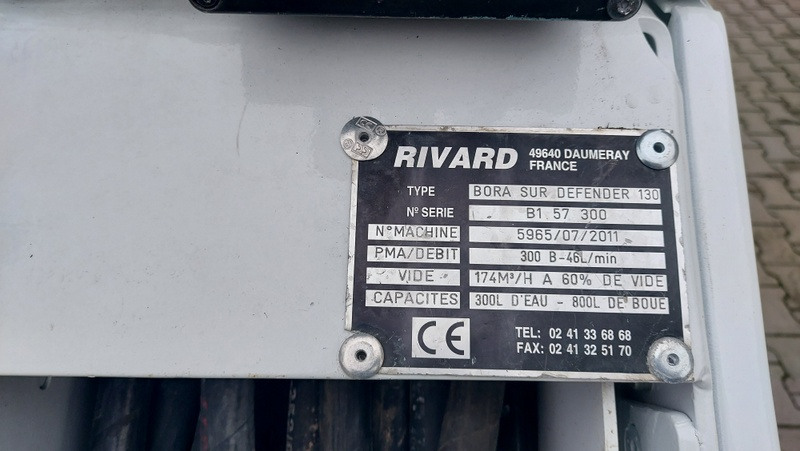 RIVARD 49640 DAUMERAY
FRANCE
TYPE BORA SUR DEFENDER 130
Nº SERIE B1 57 300
N°MACHINE 5965/07/2011
PMA/DEBIT 300 B-46L/min
VIDE 174M³/H A 60% DE VIDE
CAPACITES 300L D'EAU - 800L DE BOUE
CE
TEL: 02 41 33 68 68
FAX: 02 41 32 51 70